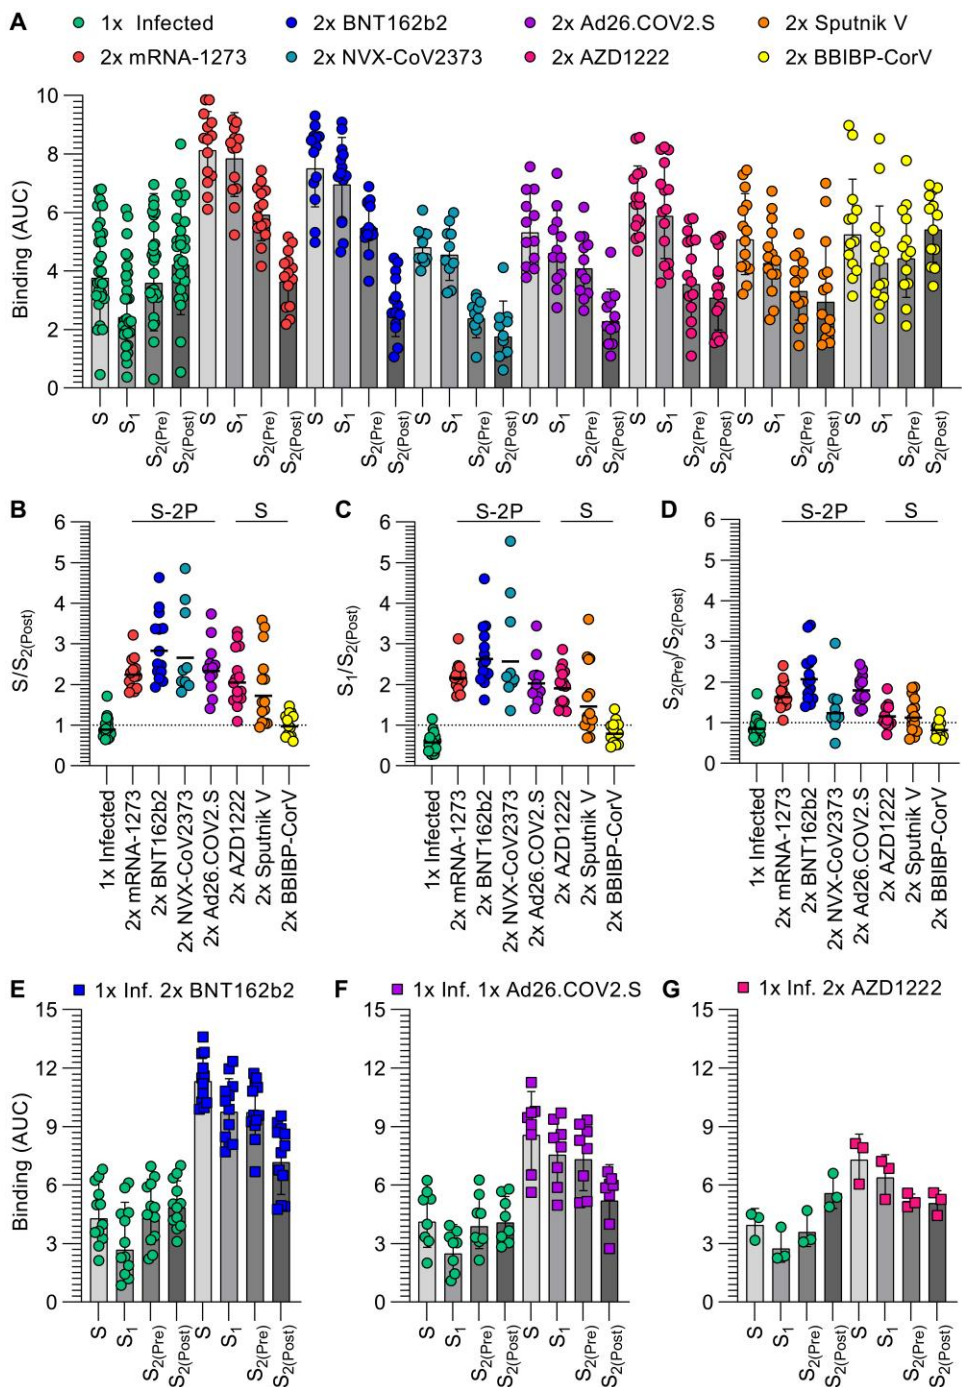 A 1x Infected 2x BNT162b2 2x Ad26.COV2.S 2x Sputnik V
2x mRNA-1273 2x NVX-CoV2373 2x AZD1222 2x BBIBP-CorV
Binding (AUC)
10
8
6
4
2
0
S S1 S2(Pre) S2(Post) S S1 S2(Pre) S2(Post) S S1 S2(Pre) S2(Post) S S1 S2(Pre) S2(Post) S S1 S2(Pre) S2(Post) S S1 S2(Pre) S2(Post) S S1 S2(Pre) S2(Post) S S1 S2(Pre) S2(Post)
B S-2P S
S/S2(Post)
6
5
4
3
2
1
0
1x Infected
2x mRNA-1273
2x BNT162b2
2x NVX-CoV2373
2x Ad26.COV2.S
2x AZD1222
2x Sputnik V
2x BBIBP-CorV
C S-2P S
S1/S2(Post)
6
5
4
3
2
1
0
1x Infected
2x mRNA-1273
2x BNT162b2
2x NVX-CoV2373
2x Ad26.COV2.S
2x AZD1222
2x Sputnik V
2x BBIBP-CorV
D S-2P S
S2(Pre)/S2(Post)
6
5
4
3
2
1
0
1x Infected
2x mRNA-1273
2x BNT162b2
2x NVX-CoV2373
2x Ad26.COV2.S
2x AZD1222
2x Sputnik V
2x BBIBP-CorV
E 1x Inf. 2x BNT162b2
Binding (AUC)
15
12
9
6
3
0
S S1 S2(Pre) S2(Post) S S1 S2(Pre) S2(Post)
F 1x Inf. 1x Ad26.COV2.S
15
12
9
6
3
0
S S1 S2(Pre) S2(Post) S S1 S2(Pre) S2(Post)
G 1x Inf. 2x AZD1222
15
12
9
6
3
0
S S1 S2(Pre) S2(Post) S S1 S2(Pre) S2(Post)